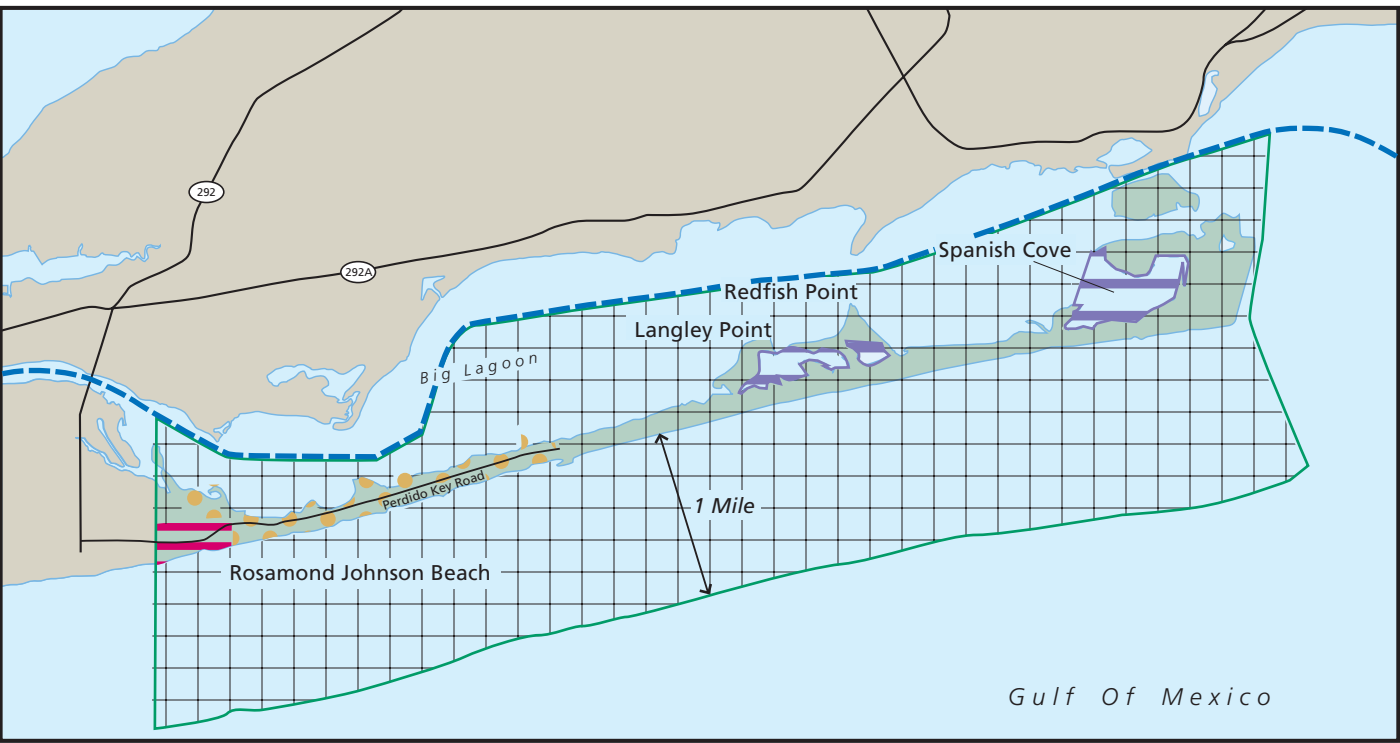 292
Spanish Cove
292A
Redfish Point
Langley Point
Big Lagoon
Perdido Key Road
1 Mile
Rosamond Johnson Beach
Gulf Of Mexico